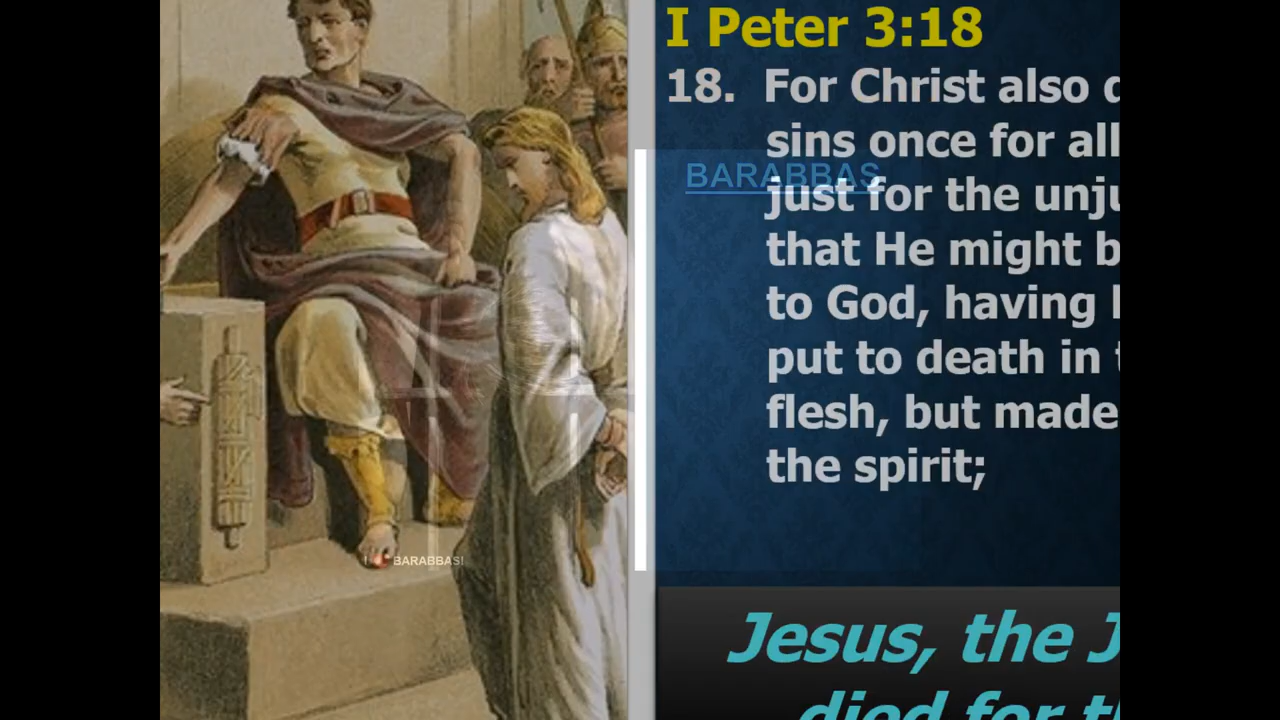 I Peter 3:18
18. For Christ also
sins once for all
BARABBAS
just for the
that He might
to God, having
put to death in
flesh, but made
the spirit;
I BARABBAS!
Jesus, the
died for